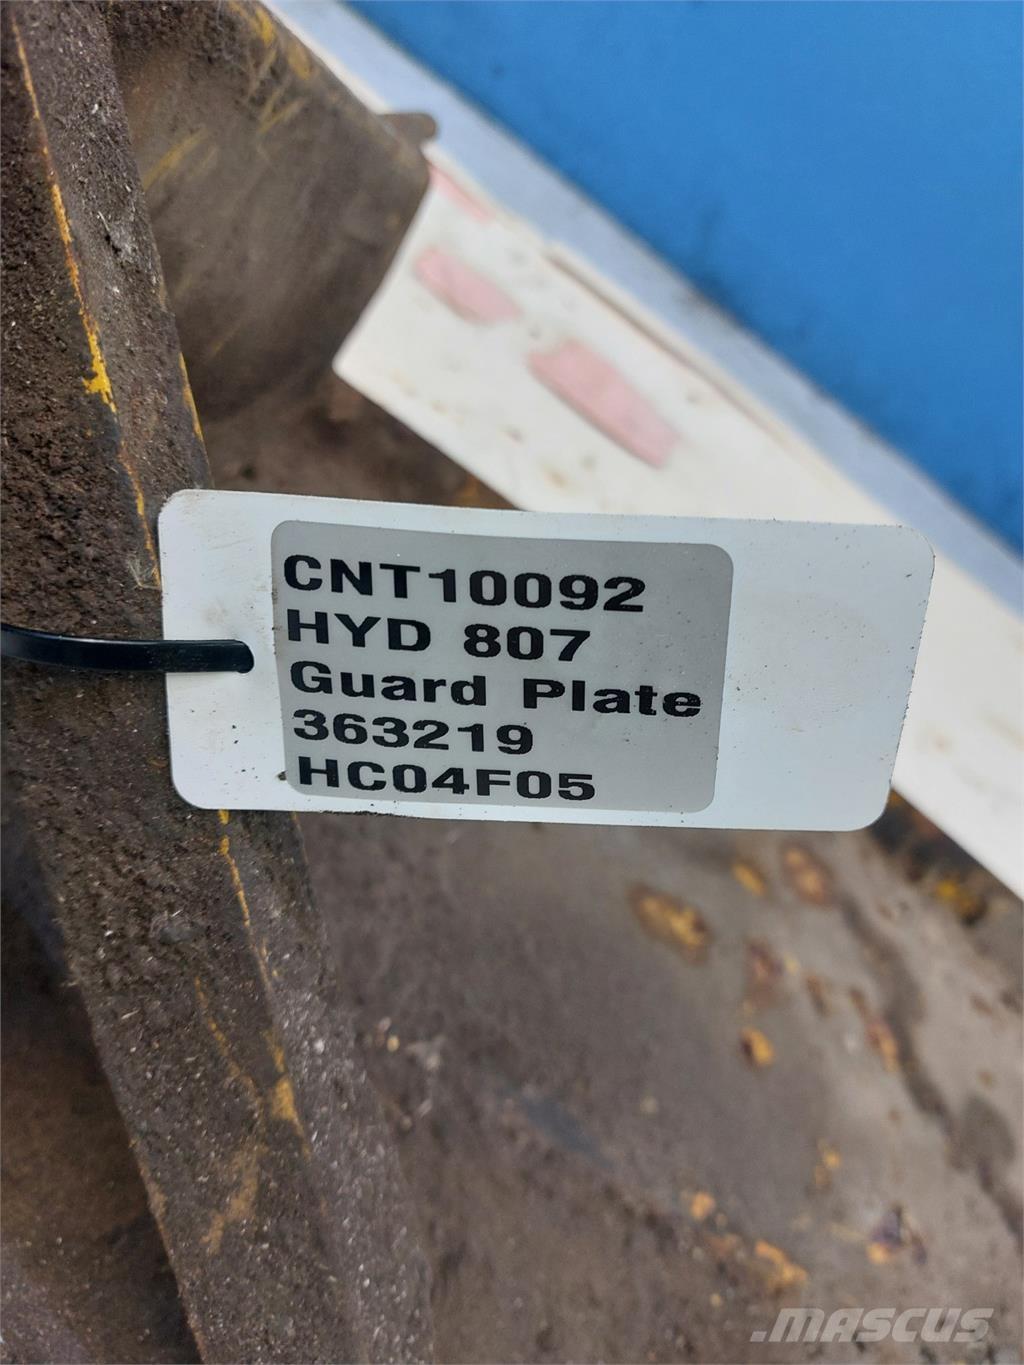 CNT10092
HYD 807
Guard Plate
363219
HC04F05
MASCUS